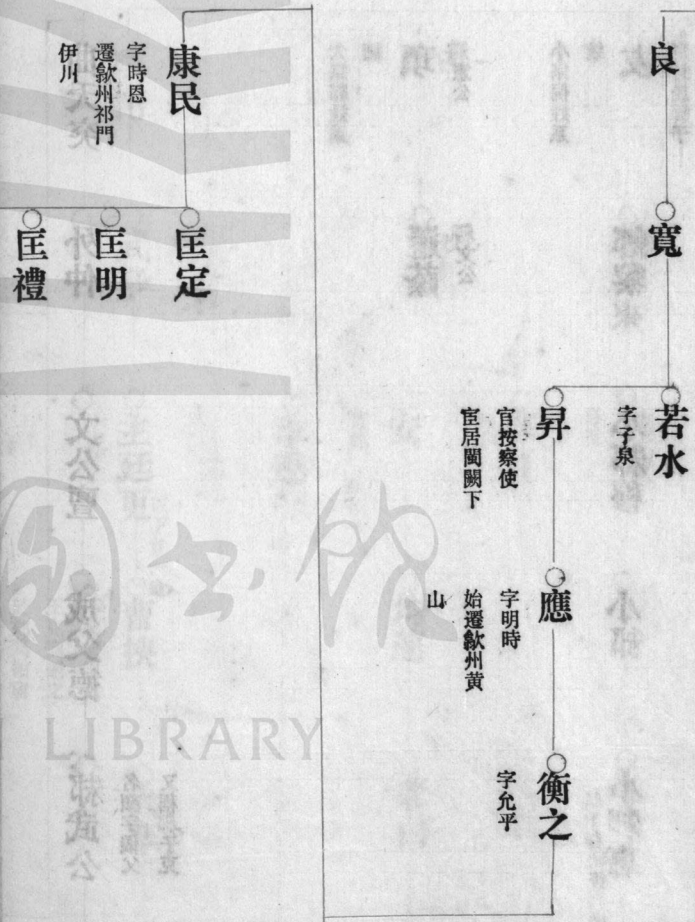 良
寬
若水
字子泉
昇
官按察使
宦居閩闕下
應
字明時
始遷歙州黃
山
衡之
字允平
康民
字時恩
遷歙州祁門
伊川
匡定
匡明
匡禮
LIBRARY